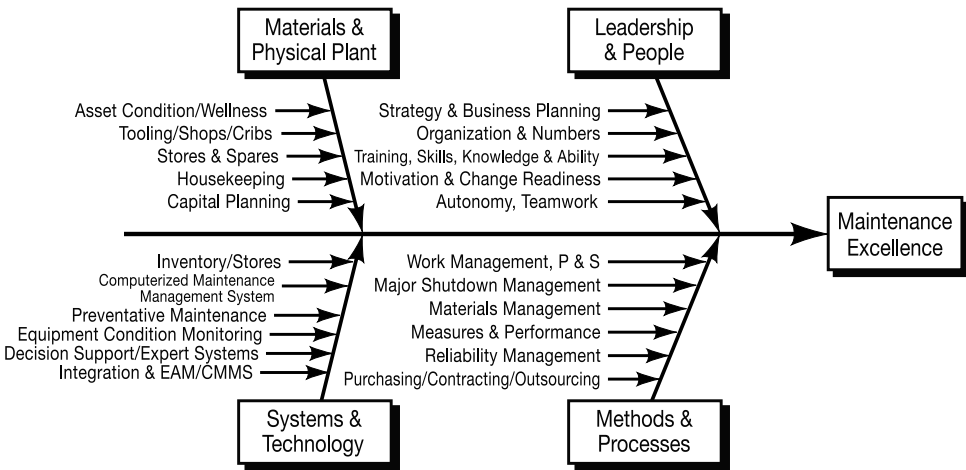 Materials &
Physical Plant
Asset Condition/Wellness
Tooling/Shops/Cribs
Stores & Spares
Housekeeping
Capital Planning
Leadership
& People
Strategy & Business Planning
Organization & Numbers
Training, Skills, Knowledge & Ability
Motivation & Change Readiness
Autonomy, Teamwork
Maintenance
Excellence
Inventory/Stores
Computerized Maintenance
Management System
Preventative Maintenance
Equipment Condition Monitoring
Decision Support/Expert Systems
Integration & EAM/CMMS
Systems &
Technology
Work Management, P & S
Major Shutdown Management
Materials Management
Measures & Performance
Reliability Management
Purchasing/Contracting/Outsourcing
Methods &
Processes